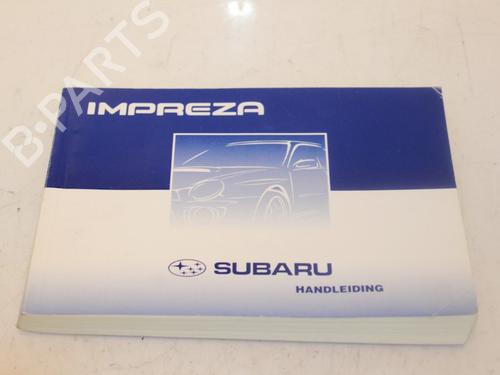 B-PARTS
IMPREZA
SUBARU
HANDLEIDING